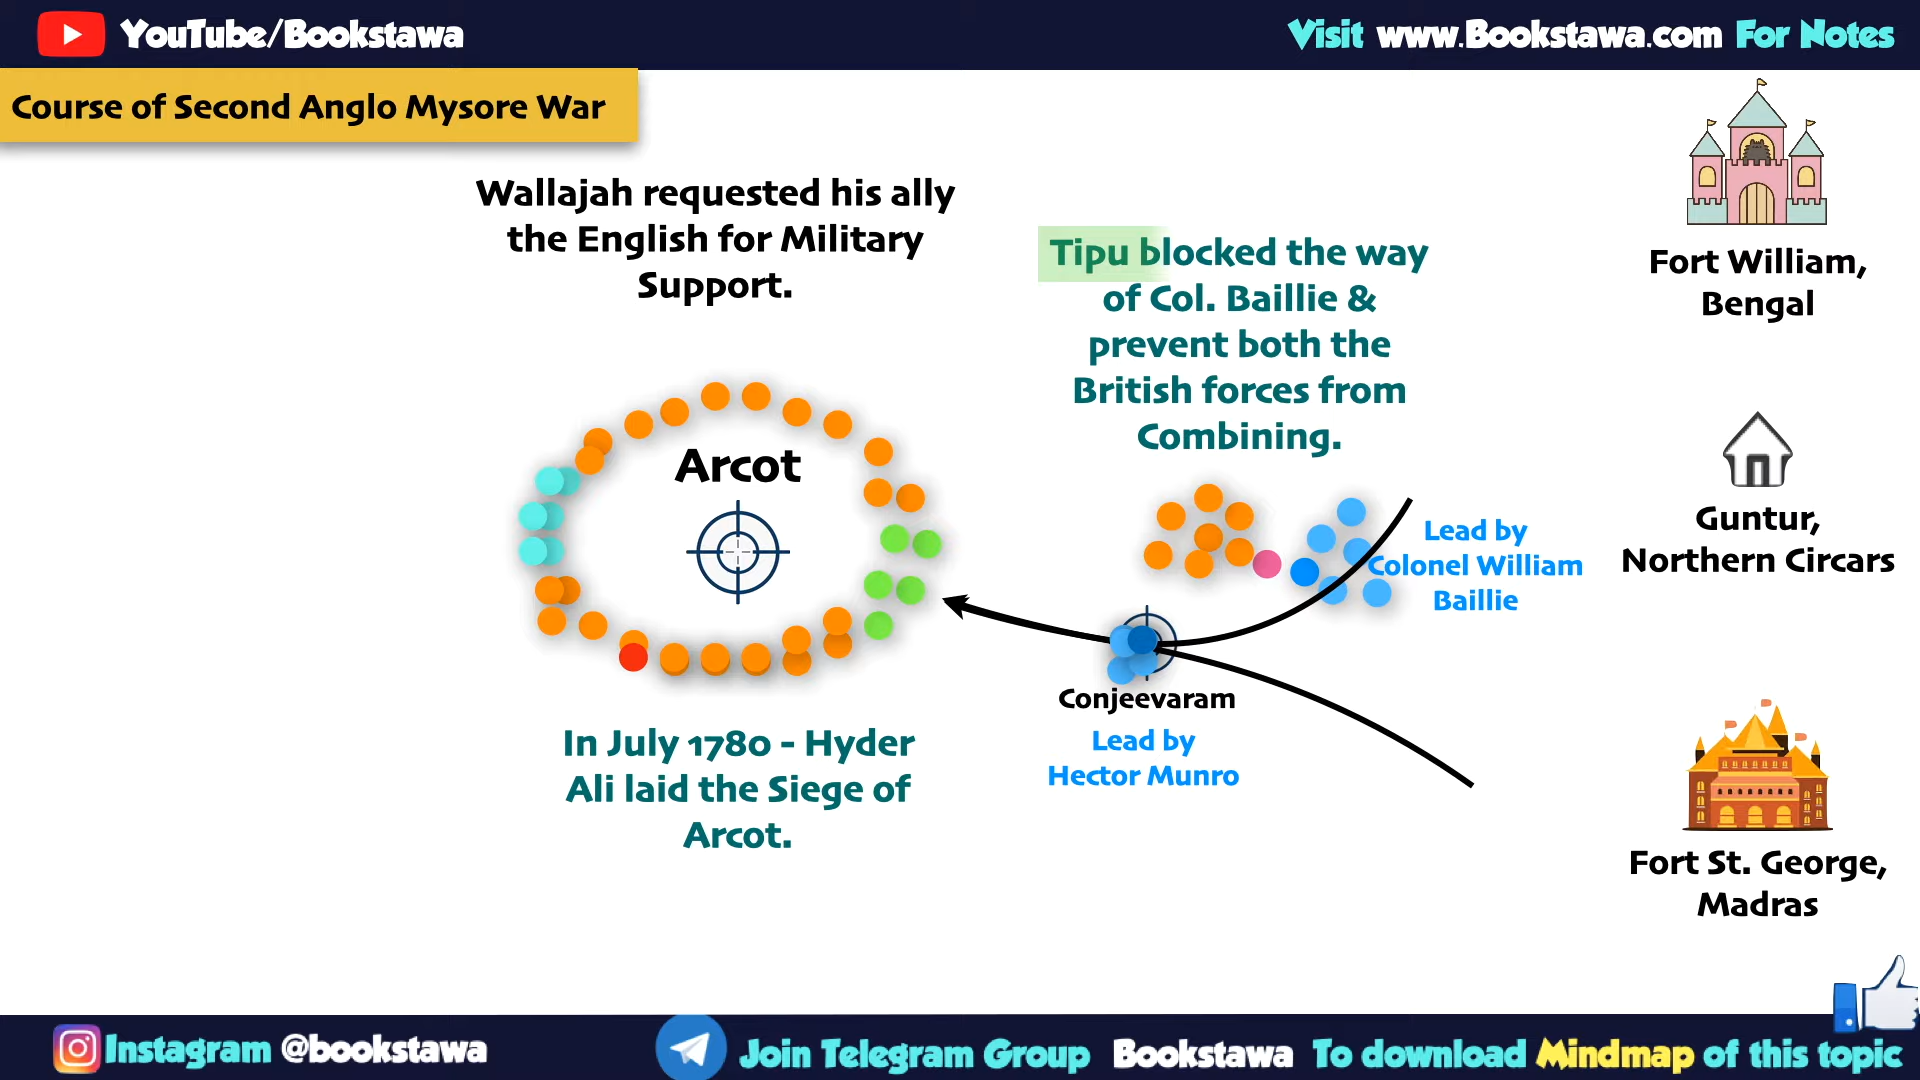 YouTube/Bookstawa
Visit www.Bookstawa.com For Notes
Course of Second Anglo Mysore War
Wallajah requested his ally
the English for Military
Support.
Tipu blocked the way
of Col. Baillie &
prevent both the
British forces from
Combining.
Fort William,
Bengal
Arcot
Guntur,
Northern Circars
Lead by
Colonel William
Baillie
Conjeevaram
Lead by
Hector Munro
In July 1780 - Hyder
Ali laid the Siege of
Arcot.
Fort St. George,
Madras
Instagram @bookstawa
Join Telegram Group Bookstawa To download Mindmap of this topic